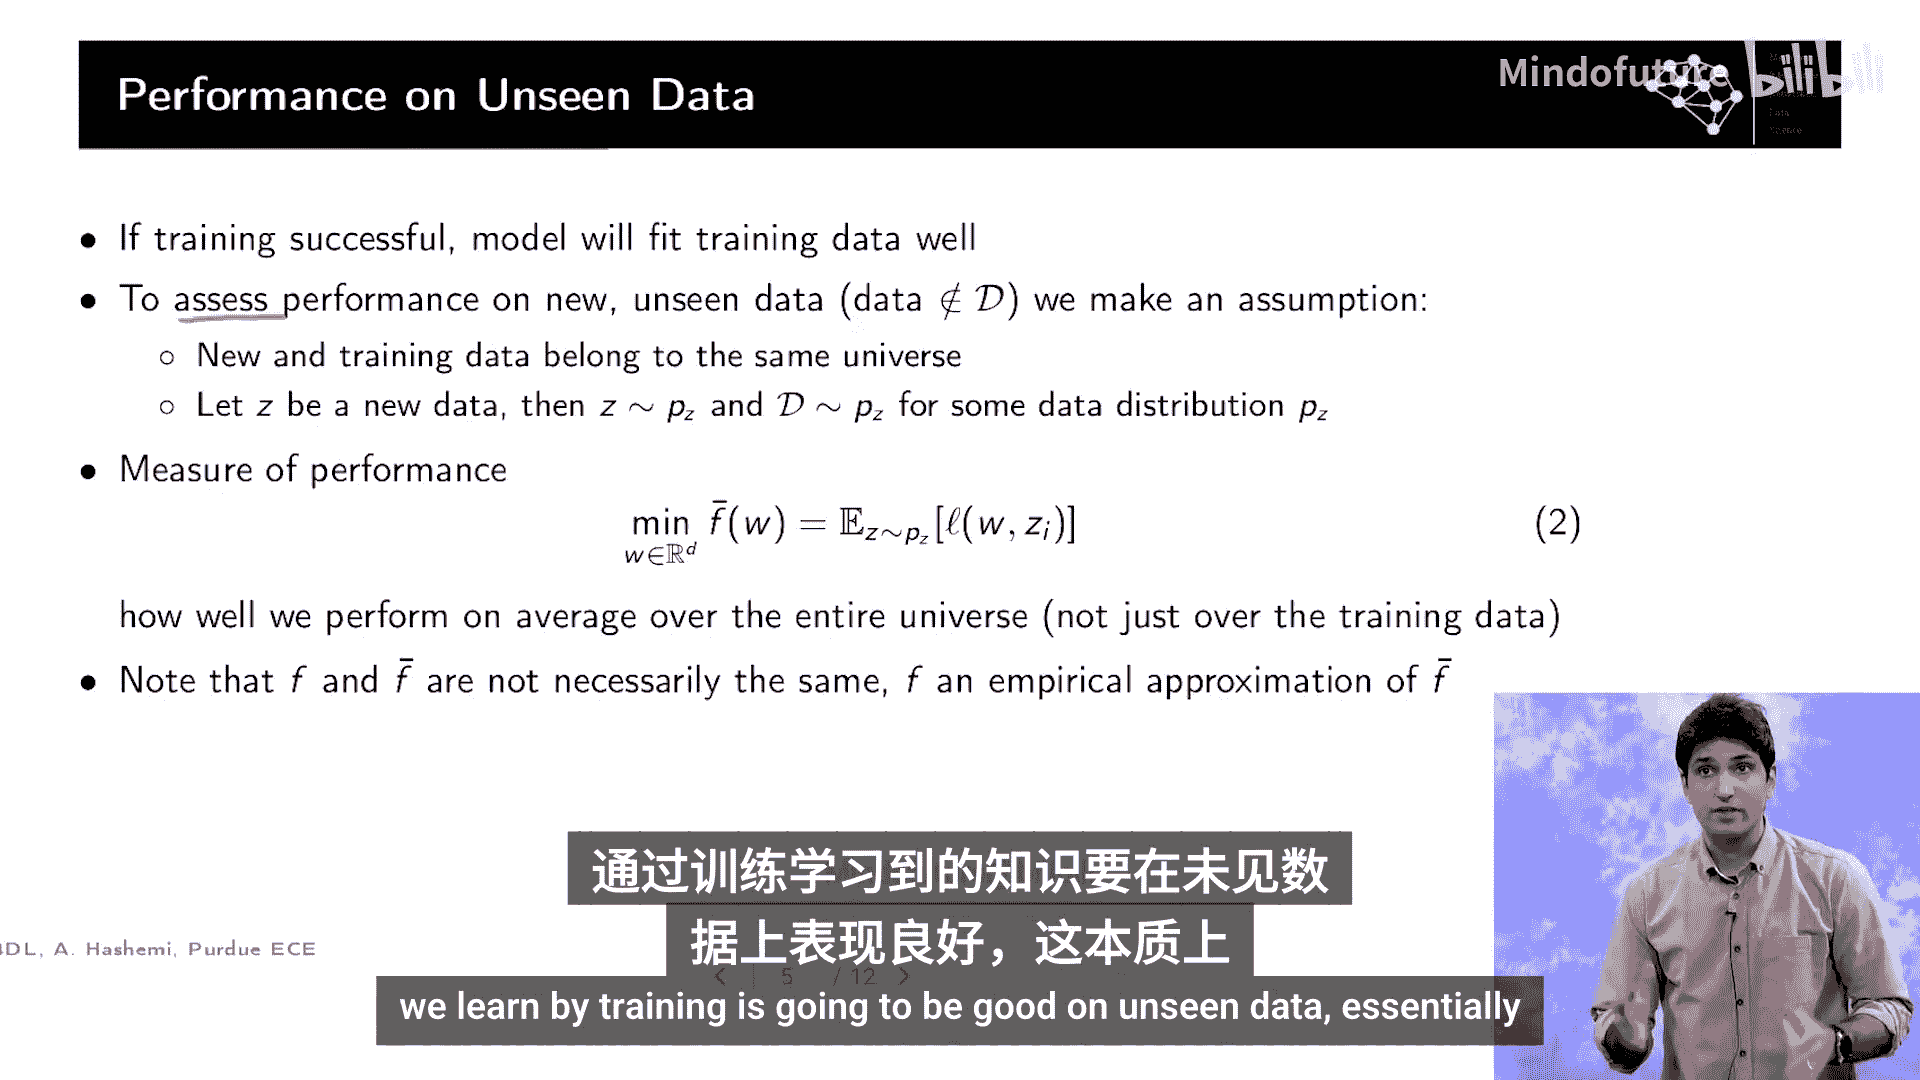 Performance on Unseen Data
Mindofuture
bilibili
Data
Science
• If training successful, model will fit training data well
• To assess performance on new, unseen data (data ∉ 𝒟) we make an assumption:
◦ New and training data belong to the same universe
◦ Let z be a new data, then z ∼ p_z and 𝒟 ∼ p_z for some data distribution p_z
• Measure of performance
min_{w∈ℝ^d} f̄(w) = 𝔼_{z∼p_z}[ℓ(w, z_i)] (2)
how well we perform on average over the entire universe (not just over the training data)
• Note that f and f̄ are not necessarily the same, f an empirical approximation of f̄
通过训练学习到的知识要在未见数
据上表现良好，这本质上
DL, A. Hashemi, Purdue ECE
5 / 12
we learn by training is going to be good on unseen data, essentially